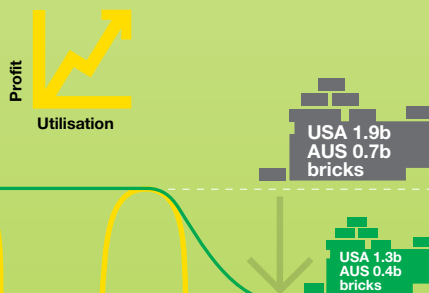 Profit
Utilisation
USA 1.9b
AUS 0.7b
bricks
USA 1.3b
AUS 0.4b
bricks